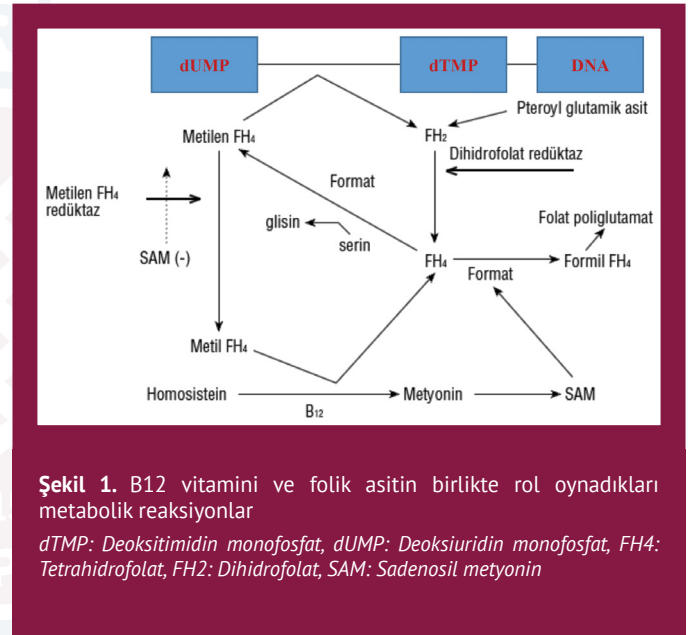 dUMP
dTMP
DNA
Pteroyl glutamik asit
Metilen FH₄
FH₂
Dihidrofolat redüktaz
Format
Metilen FH₄
redüktaz
glisin
serin
Folat poliglutamat
SAM (-)
FH₄
Formil FH₄
Format
Metil FH₄
Homosistein
Metyonin
SAM
B₁₂
Şekil 1. B12 vitamini ve folik asitin birlikte rol oynadıkları
metabolik reaksiyonlar
dTMP: Deoksitimidin monofosfat, dUMP: Deoksiuridin monofosfat, FH4:
Tetrahidrofolat, FH2: Dihidrofolat, SAM: Sadenosil metyonin